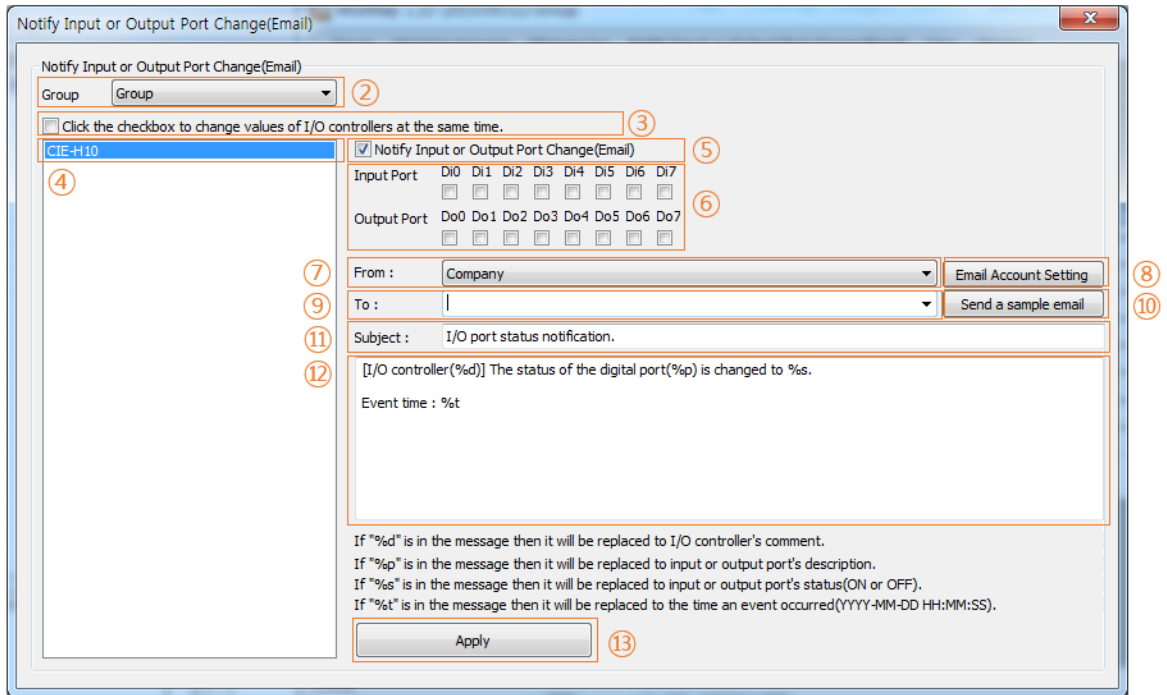 Notify Input or Output Port Change(Email)
Notify Input or Output Port Change(Email)
Group Group ②
Click the checkbox to change values of I/O controllers at the same time. ③
CIE-H10
④
Notify Input or Output Port Change(Email) ⑤
Input Port Di0 Di1 Di2 Di3 Di4 Di5 Di6 Di7
⑥
Output Port Do0 Do1 Do2 Do3 Do4 Do5 Do6 Do7
⑦ From : Company Email Account Setting ⑧
⑨ To : Send a sample email ⑩
⑪ Subject : I/O port status notification.
⑫ [I/O controller(%d)] The status of the digital port(%p) is changed to %s.
Event time : %t
If "%d" is in the message then it will be replaced to I/O controller's comment.
If "%p" is in the message then it will be replaced to input or output port's description.
If "%s" is in the message then it will be replaced to input or output port's status(ON or OFF).
If "%t" is in the message then it will be replaced to the time an event occurred(YYYY-MM-DD HH:MM:SS).
Apply ⑬